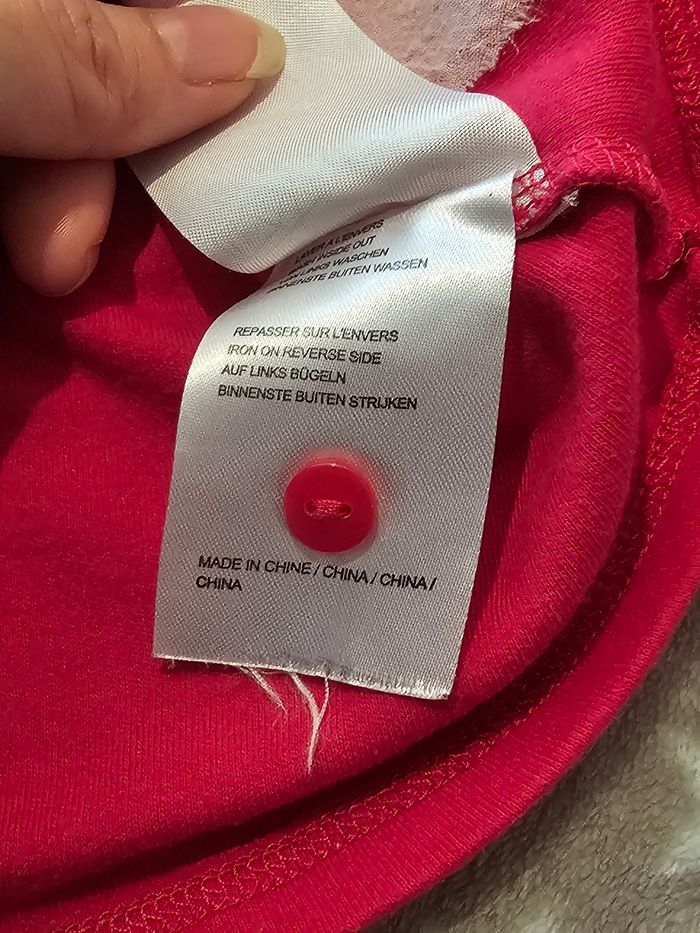 LAVER A L'ENVERS
INSIDE OUT
LINKS WASCHEN
BINNENSTE BUITEN WASSEN
REPASSER SUR L'ENVERS
IRON ON REVERSE SIDE
AUF LINKS BÜGELN
BINNENSTE BUITEN STRIJKEN
MADE IN CHINE / CHINA / CHINA /
CHINA